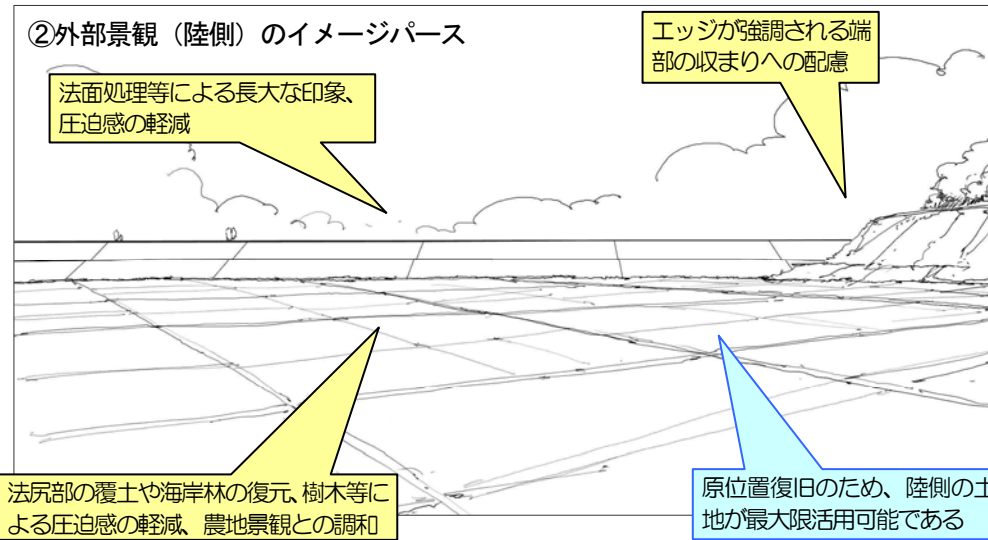 ②外部景観（陸側）のイメージパース
エッジが強調される端
部の収まりへの配慮
法面処理等による長大な印象、
圧迫感の軽減
法尻部の覆土や海岸林の復元、樹木等に
よる圧迫感の軽減、農地景観との調和
原位置復旧のため、陸側の土
地が最大限活用可能である